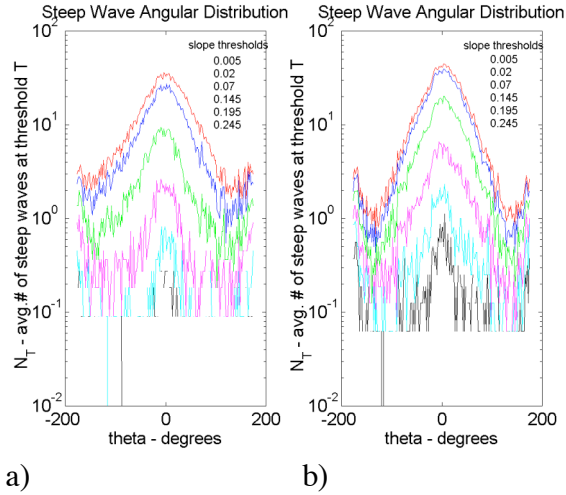 Steep Wave Angular Distribution
N_T - avg.# of steep waves at threshold T
10^2
10^1
10^0
10^-1
10^-2
slope thresholds
0.005
0.02
0.07
0.145
0.195
0.245
-200
0
200
theta - degrees
a)
Steep Wave Angular Distribution
N_T - avg. # of steep waves at threshold T
10^2
10^1
10^0
10^-1
10^-2
slope thresholds
0.005
0.02
0.07
0.145
0.195
0.245
-200
0
200
theta - degrees
b)